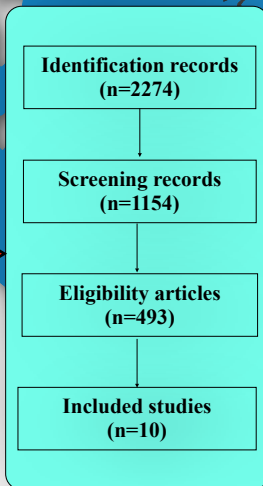 Identification records
(n=2274)
Screening records
(n=1154)
Eligibility articles
(n=493)
Included studies
(n=10)